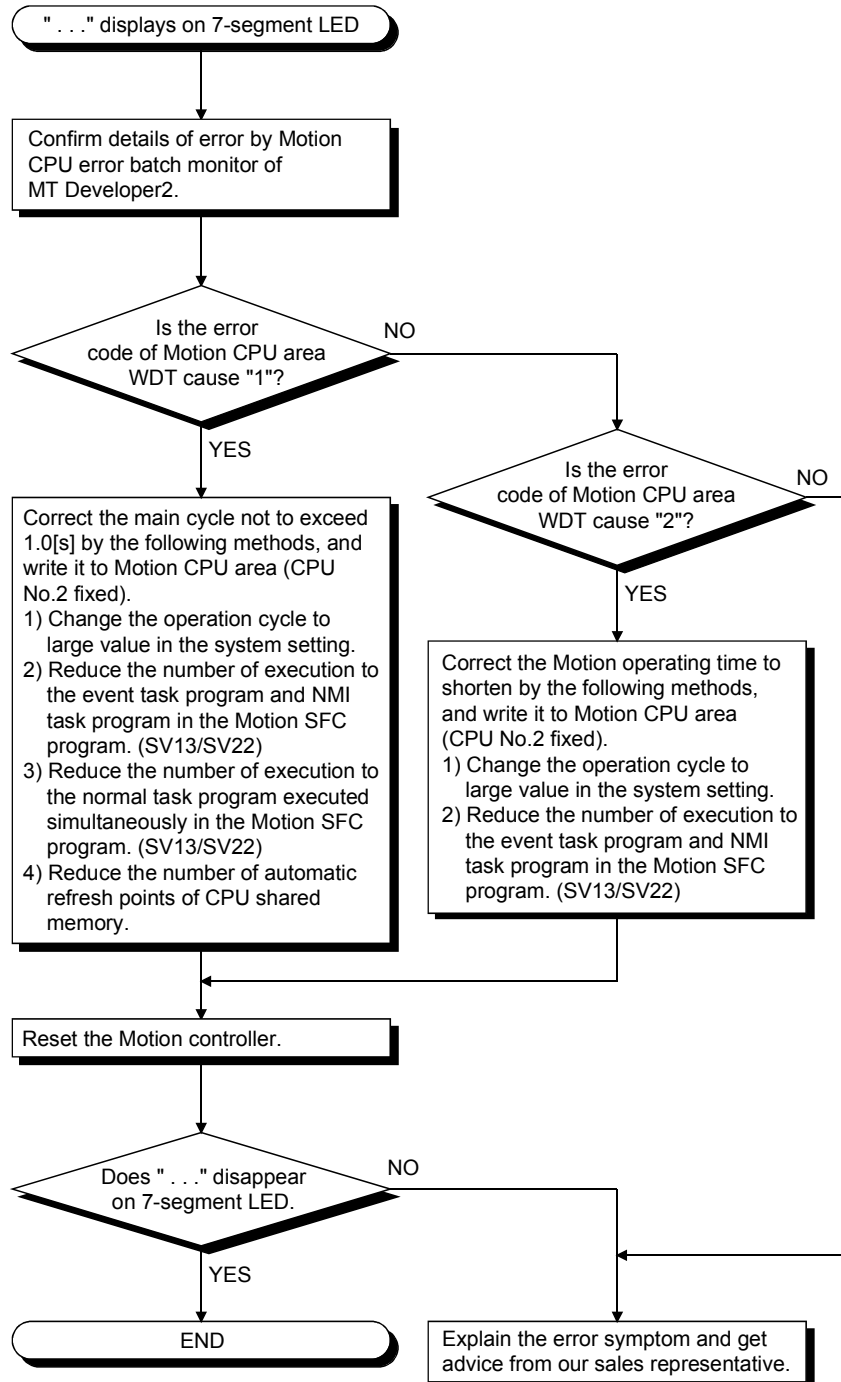 " . . ." displays on 7-segment LED
Confirm details of error by Motion
CPU error batch monitor of
MT Developer2.
Is the error
code of Motion CPU area
WDT cause "1"?
NO
YES
Is the error
code of Motion CPU area
WDT cause "2"?
NO
YES
Correct the main cycle not to exceed
1.0[s] by the following methods, and
write it to Motion CPU area (CPU
No.2 fixed).
1) Change the operation cycle to
large value in the system setting.
2) Reduce the number of execution to
the event task program and NMI
task program in the Motion SFC
program. (SV13/SV22)
3) Reduce the number of execution to
the normal task program executed
simultaneously in the Motion SFC
program. (SV13/SV22)
4) Reduce the number of automatic
refresh points of CPU shared
memory.
Correct the Motion operating time to
shorten by the following methods,
and write it to Motion CPU area
(CPU No.2 fixed).
1) Change the operation cycle to
large value in the system setting.
2) Reduce the number of execution to
the event task program and NMI
task program in the Motion SFC
program. (SV13/SV22)
Reset the Motion controller.
Does " . . ." disappear
on 7-segment LED.
NO
YES
END
Explain the error symptom and get
advice from our sales representative.